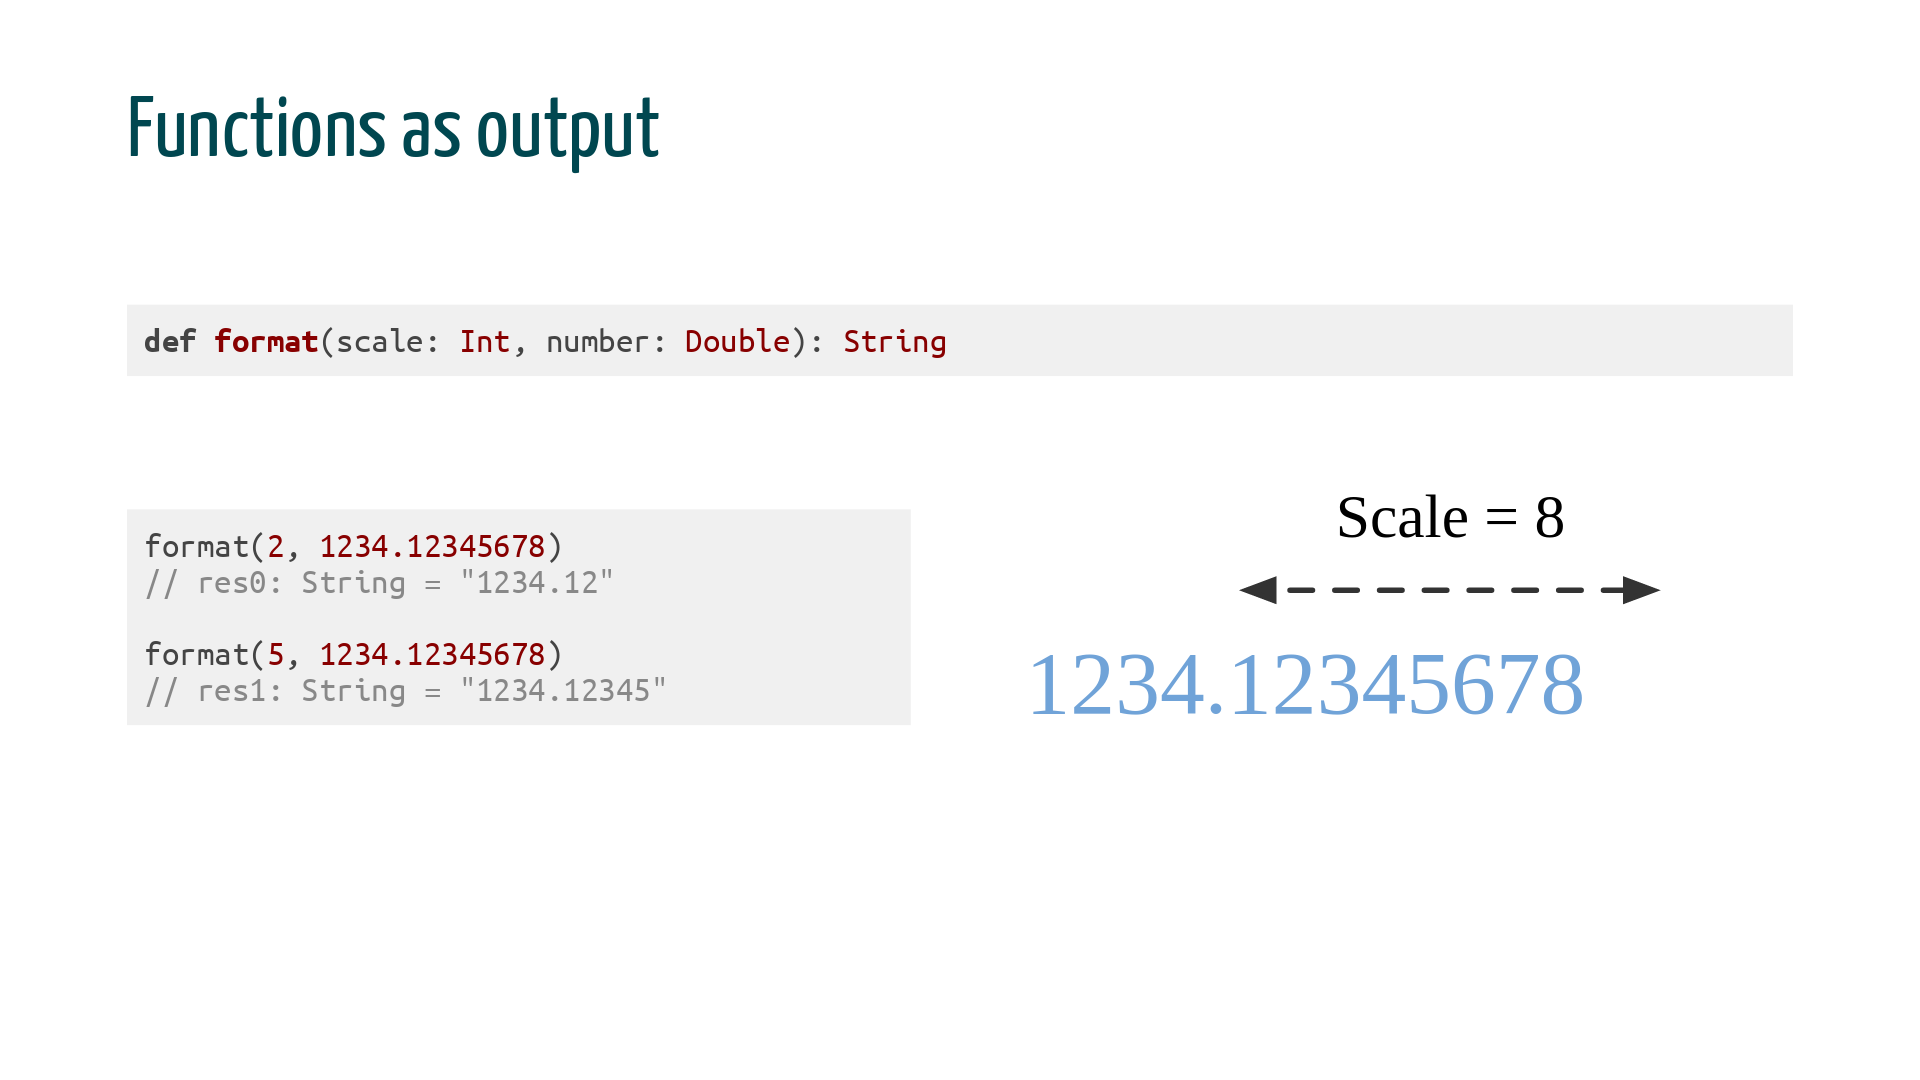 Functions as output
def format(scale: Int, number: Double): String
format(2, 1234.12345678)
// res0: String = "1234.12"
format(5, 1234.12345678)
// res1: String = "1234.12345"
Scale = 8
1234.12345678